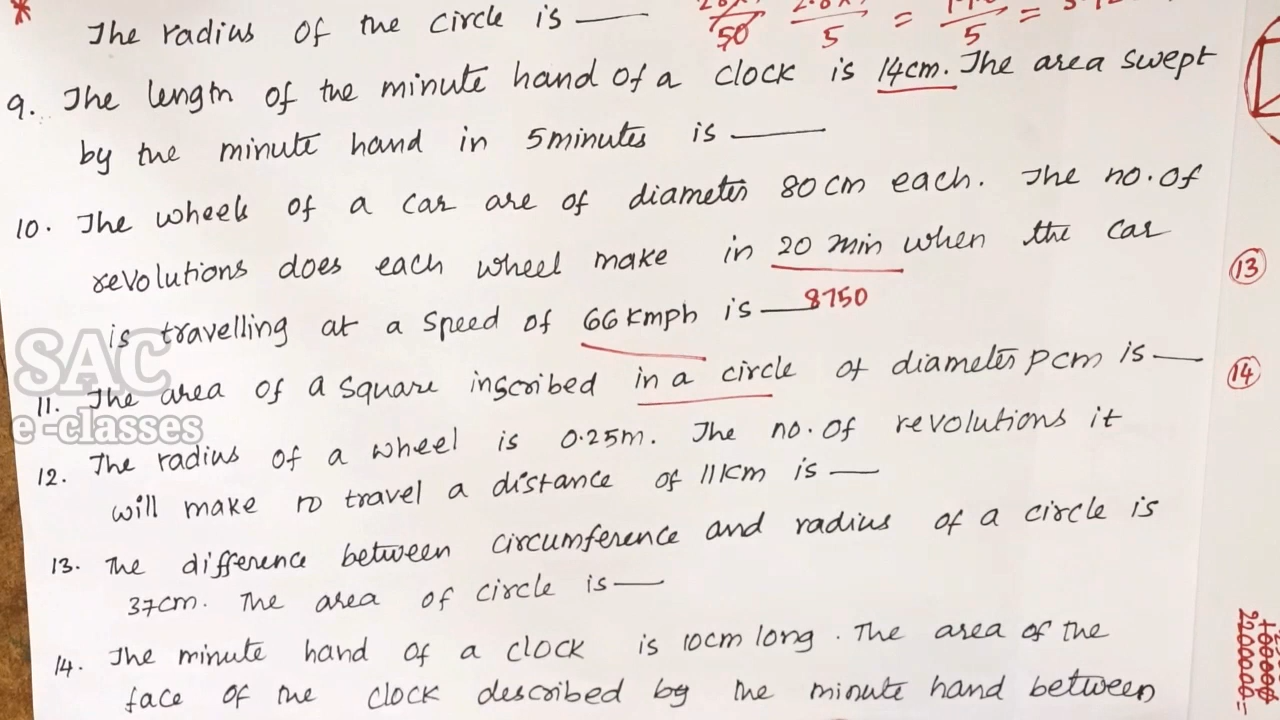 The radius of the circle is —
50 5 = 5 =
9. The length of the minute hand of a clock is 14cm. The area swept
by the minute hand in 5minutes is —
10. The wheels of a car are of diameter 80cm each. The no. of
revolutions does each wheel make in 20 min when the car
is travelling at a speed of 66 kmph is — 8750
11. The area of a square inscribed in a circle of diameter p cm is —
12. The radius of a wheel is 0.25m. The no. of revolutions it
will make to travel a distance of 11km is —
13. The difference between circumference and radius of a circle is
37cm. The area of circle is —
14. The minute hand of a clock is 10cm long. The area of the
face of the clock described by the minute hand between
13
14
SAC
e-classes